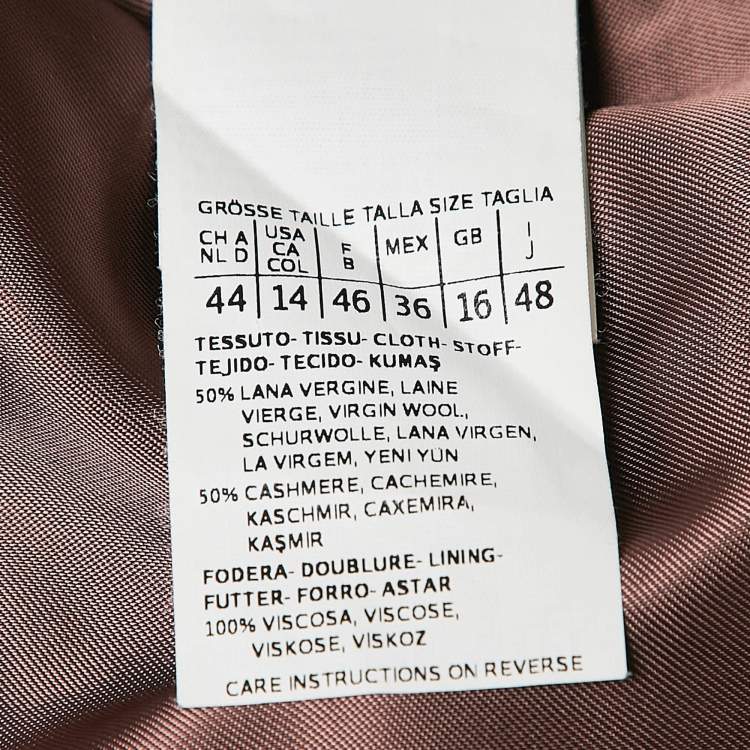 GRÖSSE TAILLE TALLA SIZE TAGLIA
CH A USA F MEX GB I
NL D CA B J
COL
44 14 46 36 16 48
TESSUTO- TISSU- CLOTH- STOFF-
TEJIDO- TECIDO- KUMAŞ
50% LANA VERGINE, LAINE
VIERGE, VIRGIN WOOL,
SCHURWOLLE, LANA VIRGEN,
LA VIRGEM, YENI YÜN
50% CASHMERE, CACHEMIRE,
KASCHMIR, CAXEMIRA,
KAŞMIR
FODERA- DOUBLURE- LINING-
FUTTER- FORRO- ASTAR
100% VISCOSA, VISCOSE,
VISKOSE, VİSKOZ
CARE INSTRUCTIONS ON REVERSE